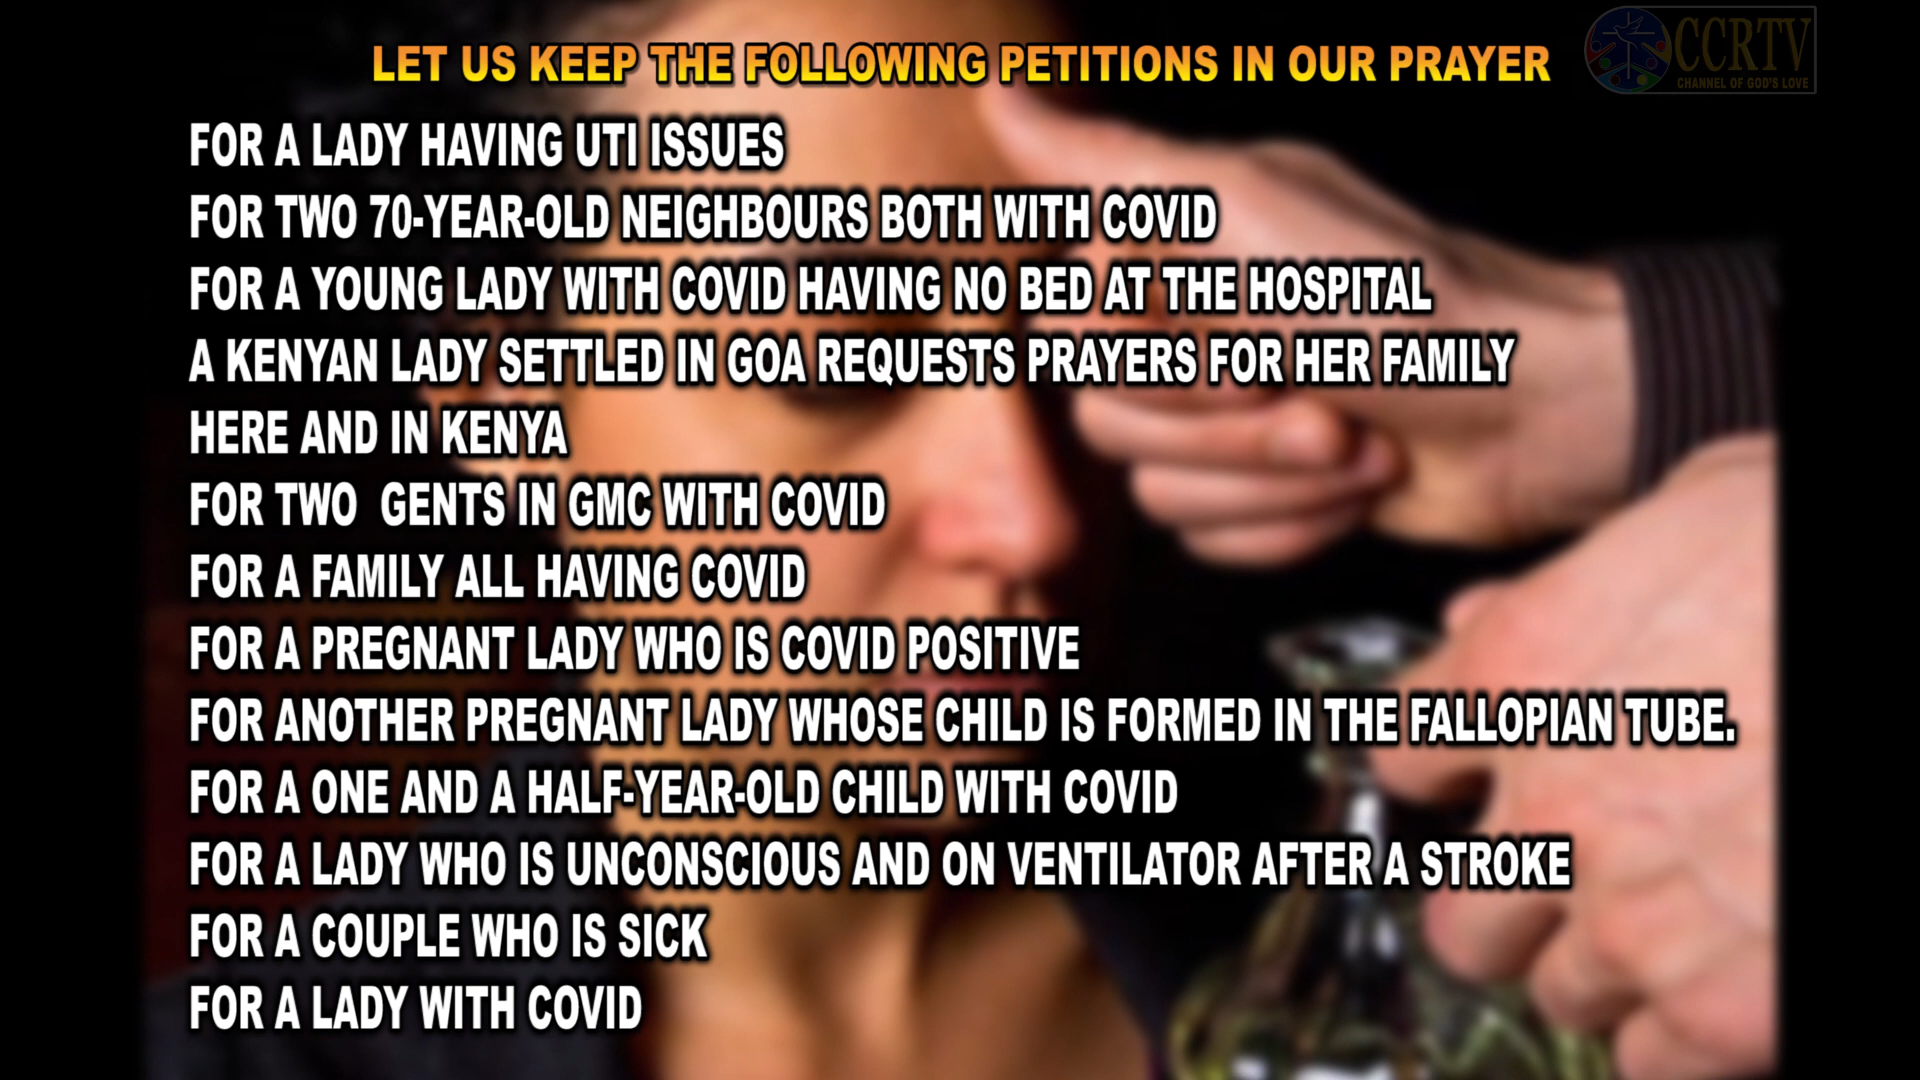 LET US KEEP THE FOLLOWING PETITIONS IN OUR PRAYER
CCRTV
CHANNEL OF GOD'S LOVE
FOR A LADY HAVING UTI ISSUES
FOR TWO 70-YEAR-OLD NEIGHBOURS BOTH WITH COVID
FOR A YOUNG LADY WITH COVID HAVING NO BED AT THE HOSPITAL
A KENYAN LADY SETTLED IN GOA REQUESTS PRAYERS FOR HER FAMILY
HERE AND IN KENYA
FOR TWO  GENTS IN GMC WITH COVID
FOR A FAMILY ALL HAVING COVID
FOR A PREGNANT LADY WHO IS COVID POSITIVE
FOR ANOTHER PREGNANT LADY WHOSE CHILD IS FORMED IN THE FALLOPIAN TUBE.
FOR A ONE AND A HALF-YEAR-OLD CHILD WITH COVID
FOR A LADY WHO IS UNCONSCIOUS AND ON VENTILATOR AFTER A STROKE
FOR A COUPLE WHO IS SICK
FOR A LADY WITH COVID